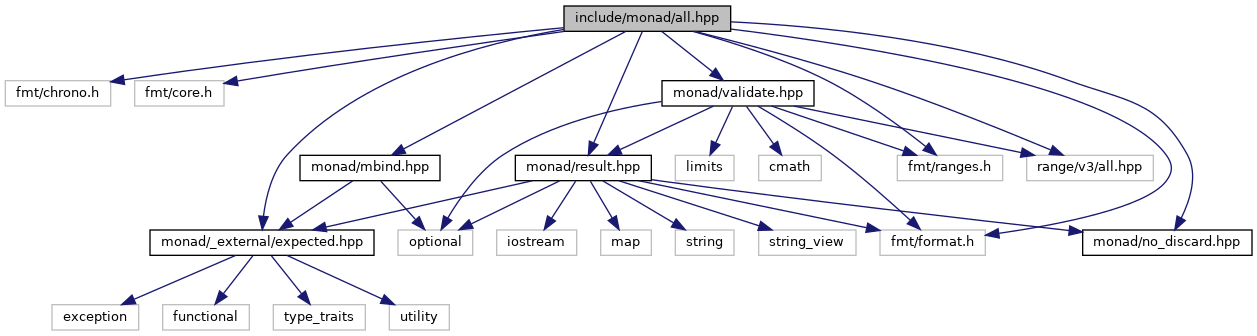 include/monad/all.hpp
fmt/chrono.h
fmt/core.h
monad/validate.hpp
monad/mbind.hpp
monad/result.hpp
limits
cmath
fmt/ranges.h
range/v3/all.hpp
monad/_external/expected.hpp
optional
iostream
map
string
string_view
fmt/format.h
monad/no_discard.hpp
exception
functional
type_traits
utility